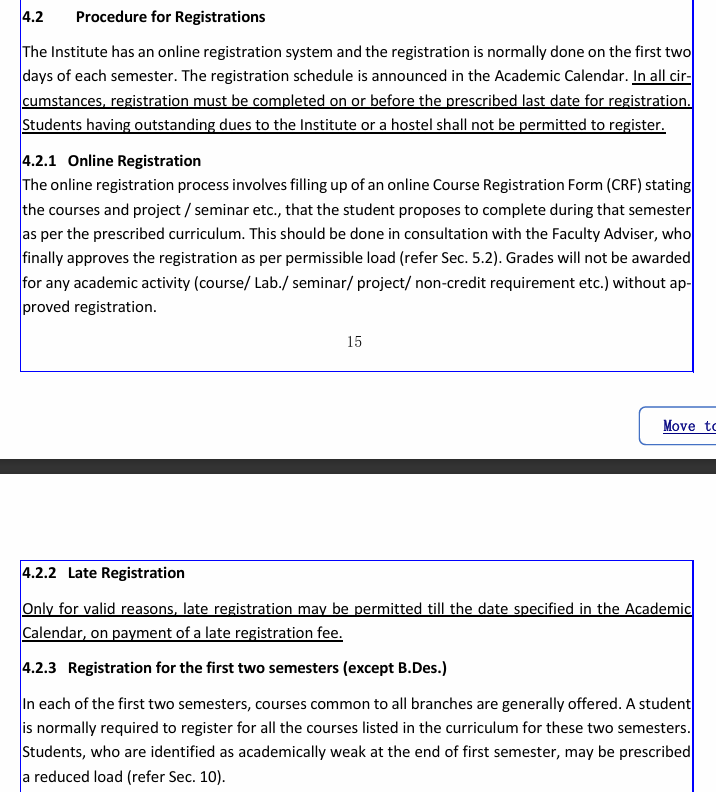 4.2 Procedure for Registrations
The Institute has an online registration system and the registration is normally done on the first two
days of each semester. The registration schedule is announced in the Academic Calendar. In all cir-
cumstances, registration must be completed on or before the prescribed last date for registration.
Students having outstanding dues to the Institute or a hostel shall not be permitted to register.
4.2.1 Online Registration
The online registration process involves filling up of an online Course Registration Form (CRF) stating
the courses and project / seminar etc., that the student proposes to complete during that semester
as per the prescribed curriculum. This should be done in consultation with the Faculty Adviser, who
finally approves the registration as per permissible load (refer Sec. 5.2). Grades will not be awarded
for any academic activity (course/ Lab./ seminar/ project/ non-credit requirement etc.) without ap-
proved registration.
15
Move to
4.2.2 Late Registration
Only for valid reasons, late registration may be permitted till the date specified in the Academic
Calendar, on payment of a late registration fee.
4.2.3 Registration for the first two semesters (except B.Des.)
In each of the first two semesters, courses common to all branches are generally offered. A student
is normally required to register for all the courses listed in the curriculum for these two semesters.
Students, who are identified as academically weak at the end of first semester, may be prescribed
a reduced load (refer Sec. 10).